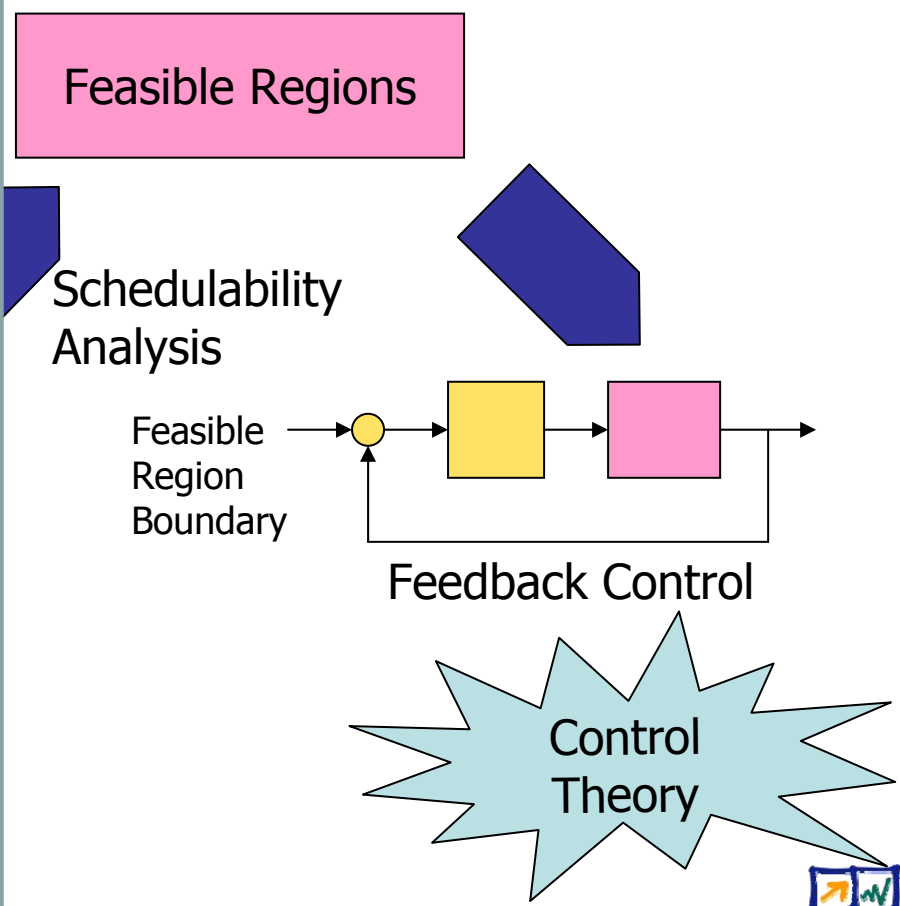 Feasible Regions
Schedulability
Analysis
Feasible
Region
Boundary
Feedback Control
Control
Theory